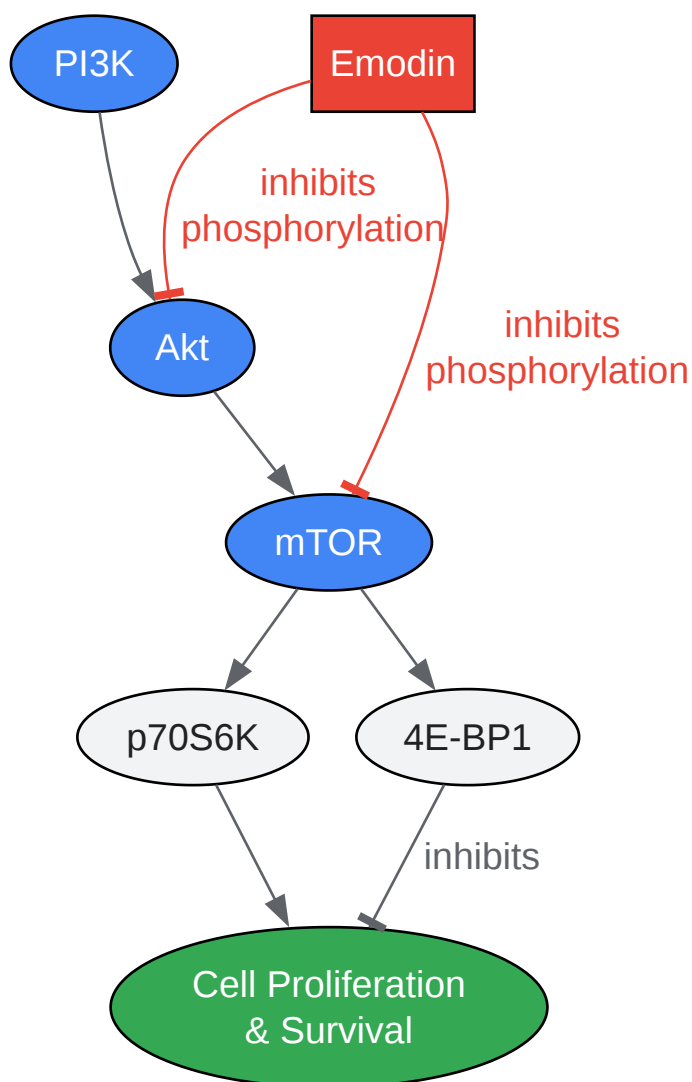 PI3K
Emodin
inhibits
phosphorylation
inhibits
phosphorylation
Akt
mTOR
p70S6K
4E-BP1
inhibits
Cell Proliferation
& Survival